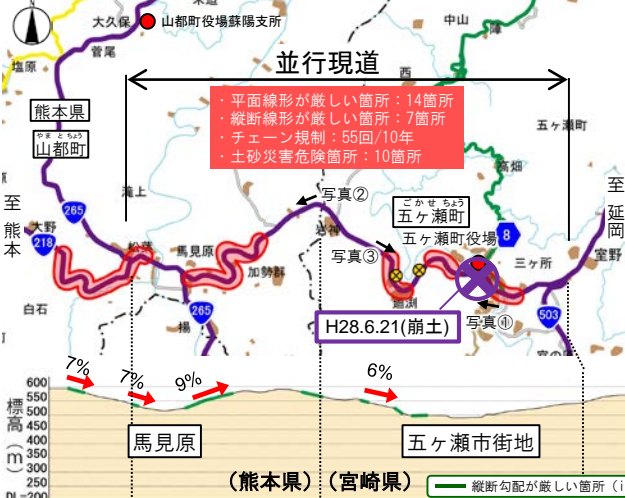 大久保
山都町役場蘇陽支所
中山
菅尾
塩原
並行現道
西
熊本県
やまとちょう
山都町
・平面線形が厳しい箇所：14箇所
・縦断線形が厳しい箇所：7箇所
・チェーン規制：55回/10年
・土砂災害危険箇所：10箇所
五ヶ瀬町
高畑
滝上
至 延岡
至 熊本
写真②
ごかせちょう
五ヶ瀬町
265
8
大野
218
五ヶ瀬町役場
写真③
馬見原
加勢群
三ヶ所
室野
白石
265
揚
廻渕
写真①
503
H28.6.21(崩土)
7%
7%
9%
6%
標高(m)
600
550
500
450
400
350
300
250
DL=200
馬見原
五ヶ瀬市街地
(熊本県)
(宮崎県)
縦断勾配が厳しい箇所（i